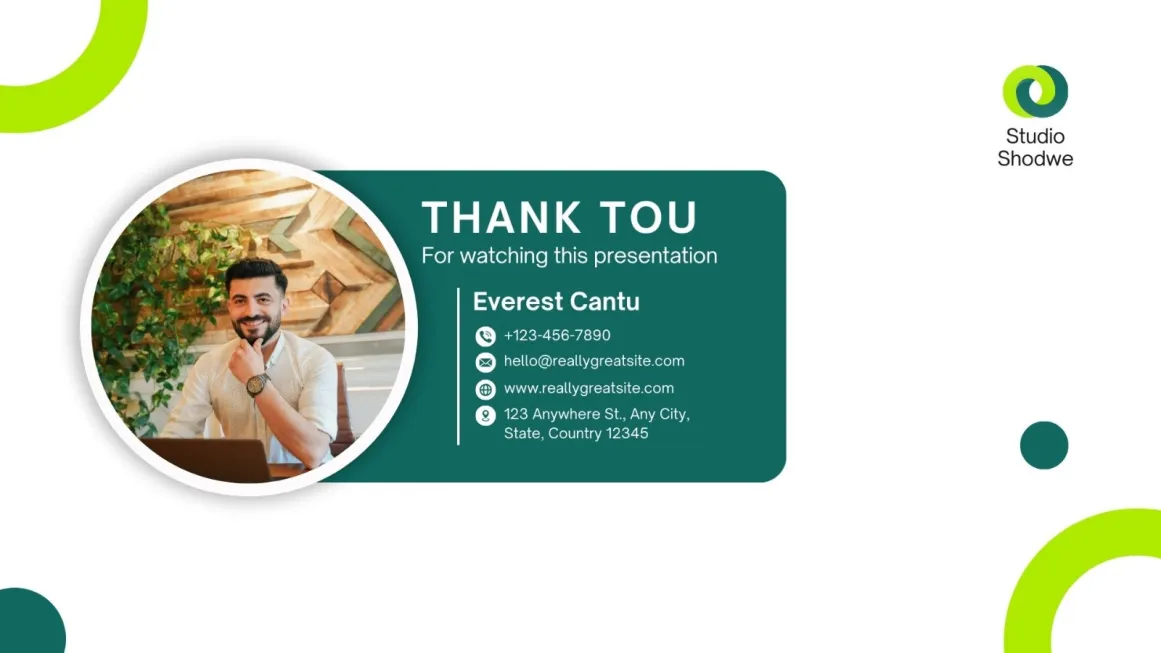 Studio
Shodwe
THANK TOU
For watching this presentation
Everest Cantu
+123-456-7890
hello@reallygreatsite.com
www.reallygreatsite.com
123 Anywhere St., Any City,
State, Country 12345